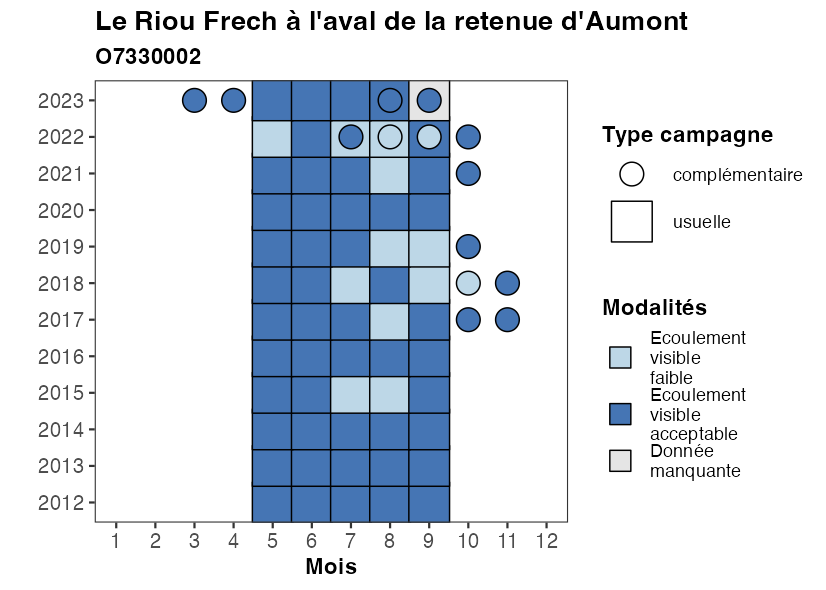 Le Riou Frech à l'aval de la retenue d'Aumont
O7330002
2023
2022
2021
2020
2019
2018
2017
2016
2015
2014
2013
2012
1 2 3 4 5 6 7 8 9 10 11 12
Mois
Type campagne
complémentaire
usuelle
Modalités
Ecoulement
visible
faible
Ecoulement
visible
acceptable
Donnée
manquante